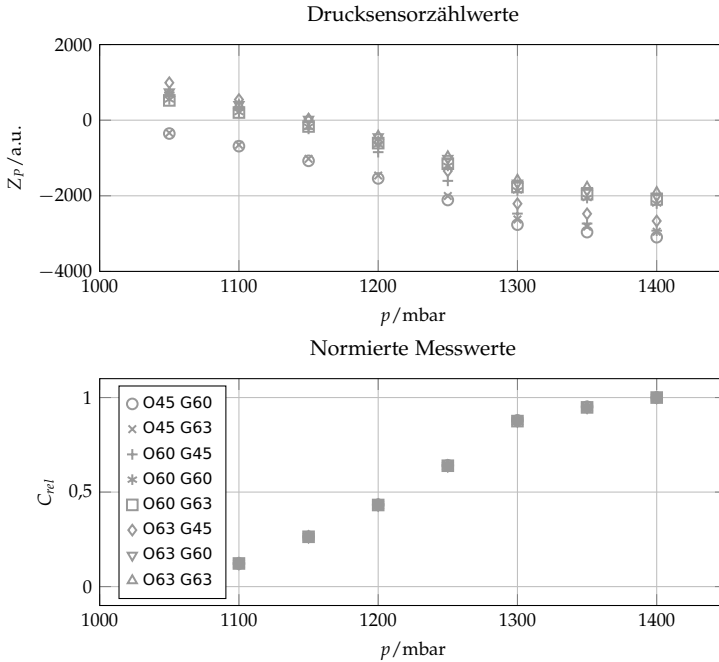 Drucksensorzählwerte
2000
0
−2000
−4000
Z_P /a.u.
1000 1100 1200 1300 1400
p/mbar
Normierte Messwerte
1
0,5
0
C_rel
O45 G60
O45 G63
O60 G45
O60 G60
O60 G63
O63 G45
O63 G60
O63 G63
1000 1100 1200 1300 1400
p/mbar